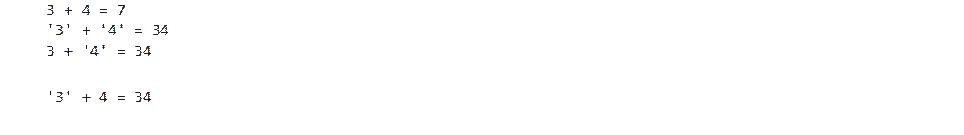 3 + 4 = 7
'3' + '4' = 34
3 + '4' = 34
'3' + 4 = 34